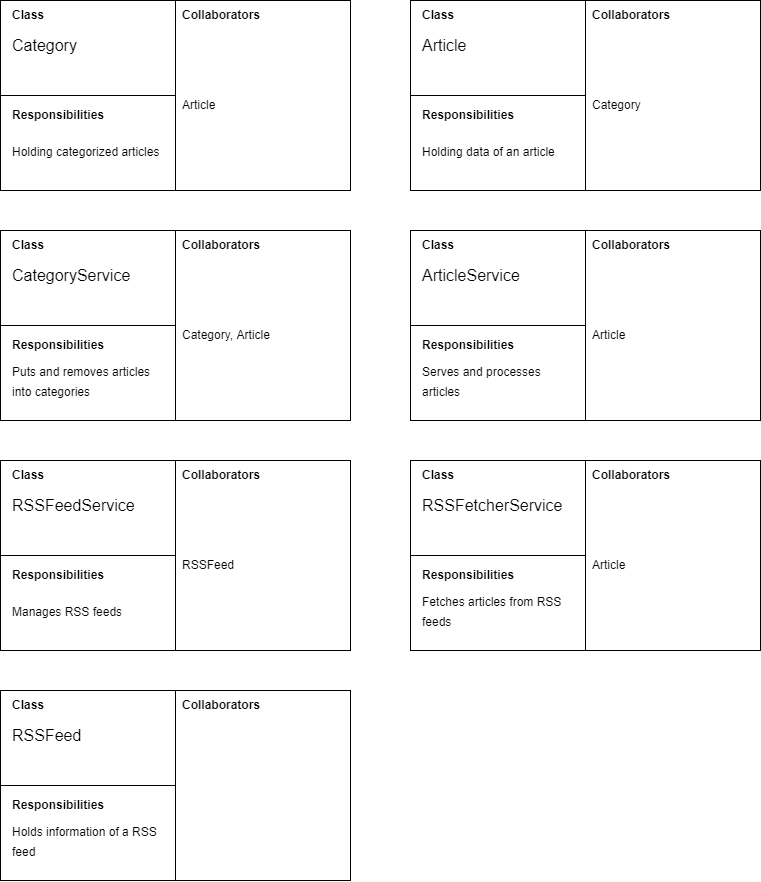 Class
Category
Collaborators
Article
Responsibilities
Holding categorized articles
Class
Article
Collaborators
Category
Responsibilities
Holding data of an article
Class
CategoryService
Collaborators
Category, Article
Responsibilities
Puts and removes articles
into categories
Class
ArticleService
Collaborators
Article
Responsibilities
Serves and processes
articles
Class
RSSFeedService
Collaborators
RSSFeed
Responsibilities
Manages RSS feeds
Class
RSSFetcherService
Collaborators
Article
Responsibilities
Fetches articles from RSS
feeds
Class
RSSFeed
Collaborators
Responsibilities
Holds information of a RSS
feed